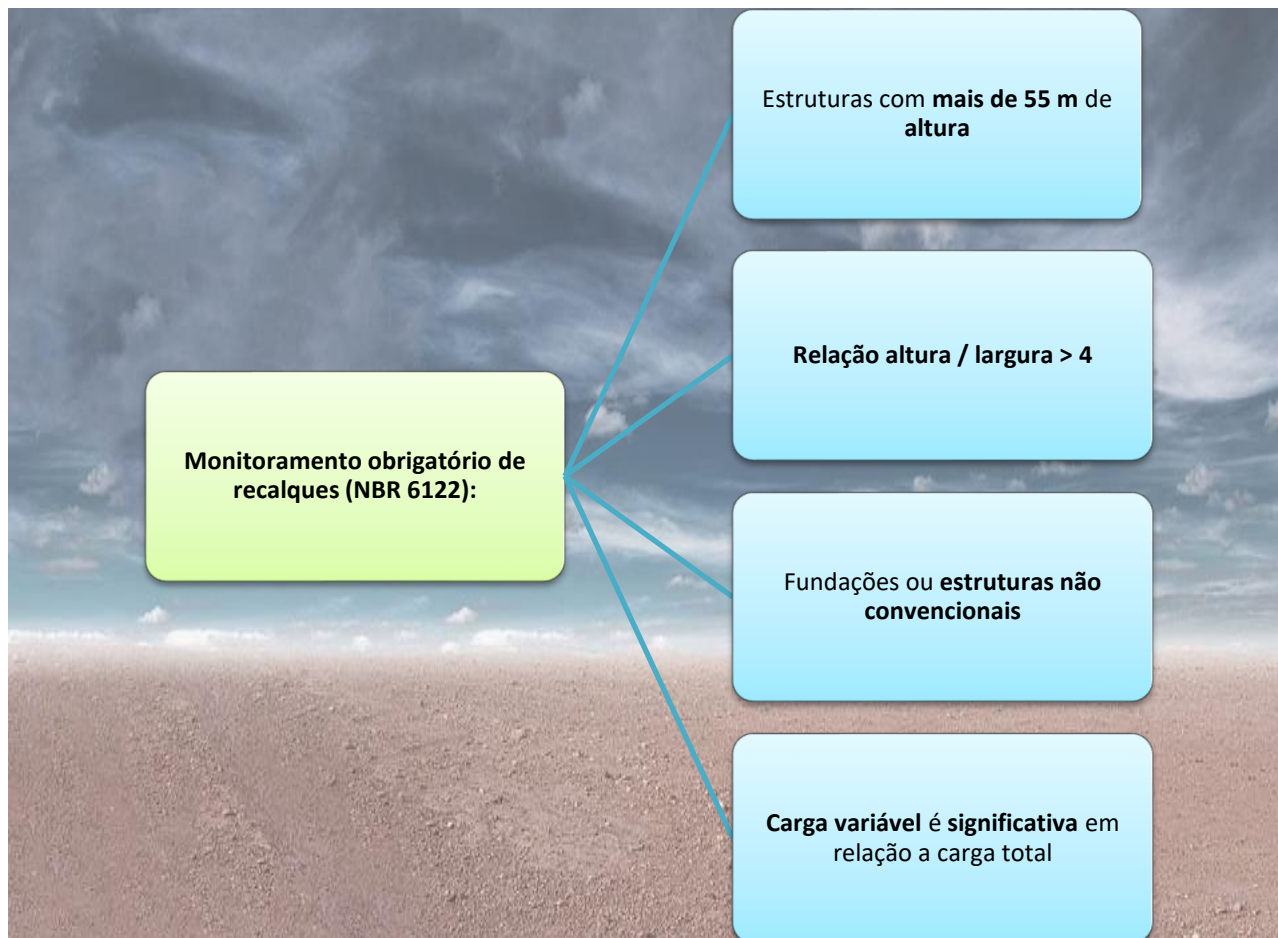 Estruturas com mais de 55 m de
altura
Relação altura / largura > 4
Monitoramento obrigatório de
recalques (NBR 6122):
Fundações ou estruturas não
convencionais
Carga variável é significativa em
relação a carga total